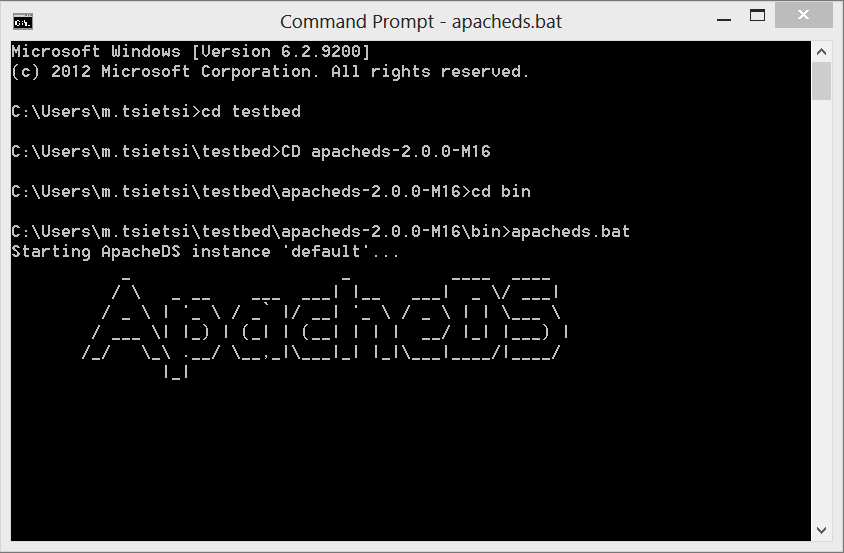 Command Prompt - apacheds.bat
Microsoft Windows [Version 6.2.9200]
(c) 2012 Microsoft Corporation. All rights reserved.
C:\Users\m.tsietsi>cd testbed
C:\Users\m.tsietsi\testbed>CD apacheds-2.0.0-M16
C:\Users\m.tsietsi\testbed\apacheds-2.0.0-M16>cd bin
C:\Users\m.tsietsi\testbed\apacheds-2.0.0-M16\bin>apacheds.bat
Starting ApacheDS instance 'default'...
ApacheDS